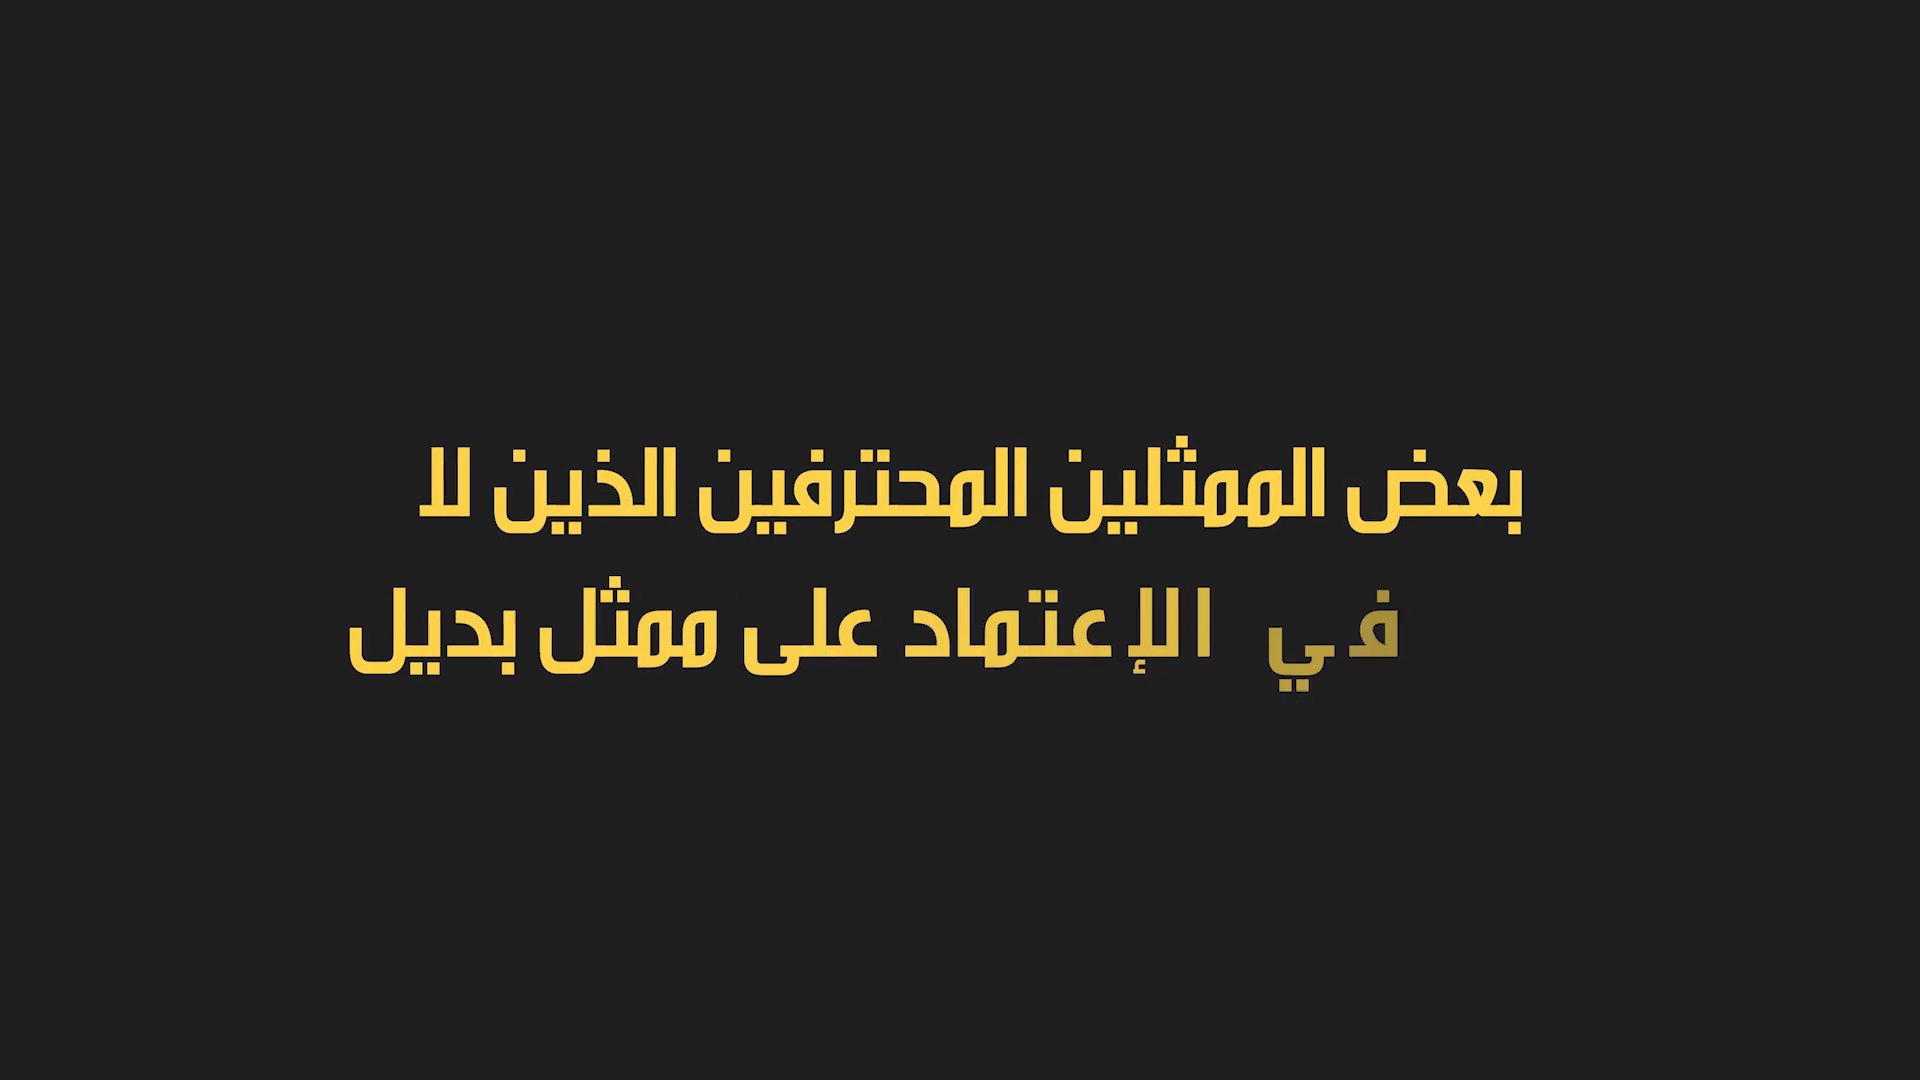 بعض الممثلين المحترفين الذين لا
في الإعتماد على ممثل بديل